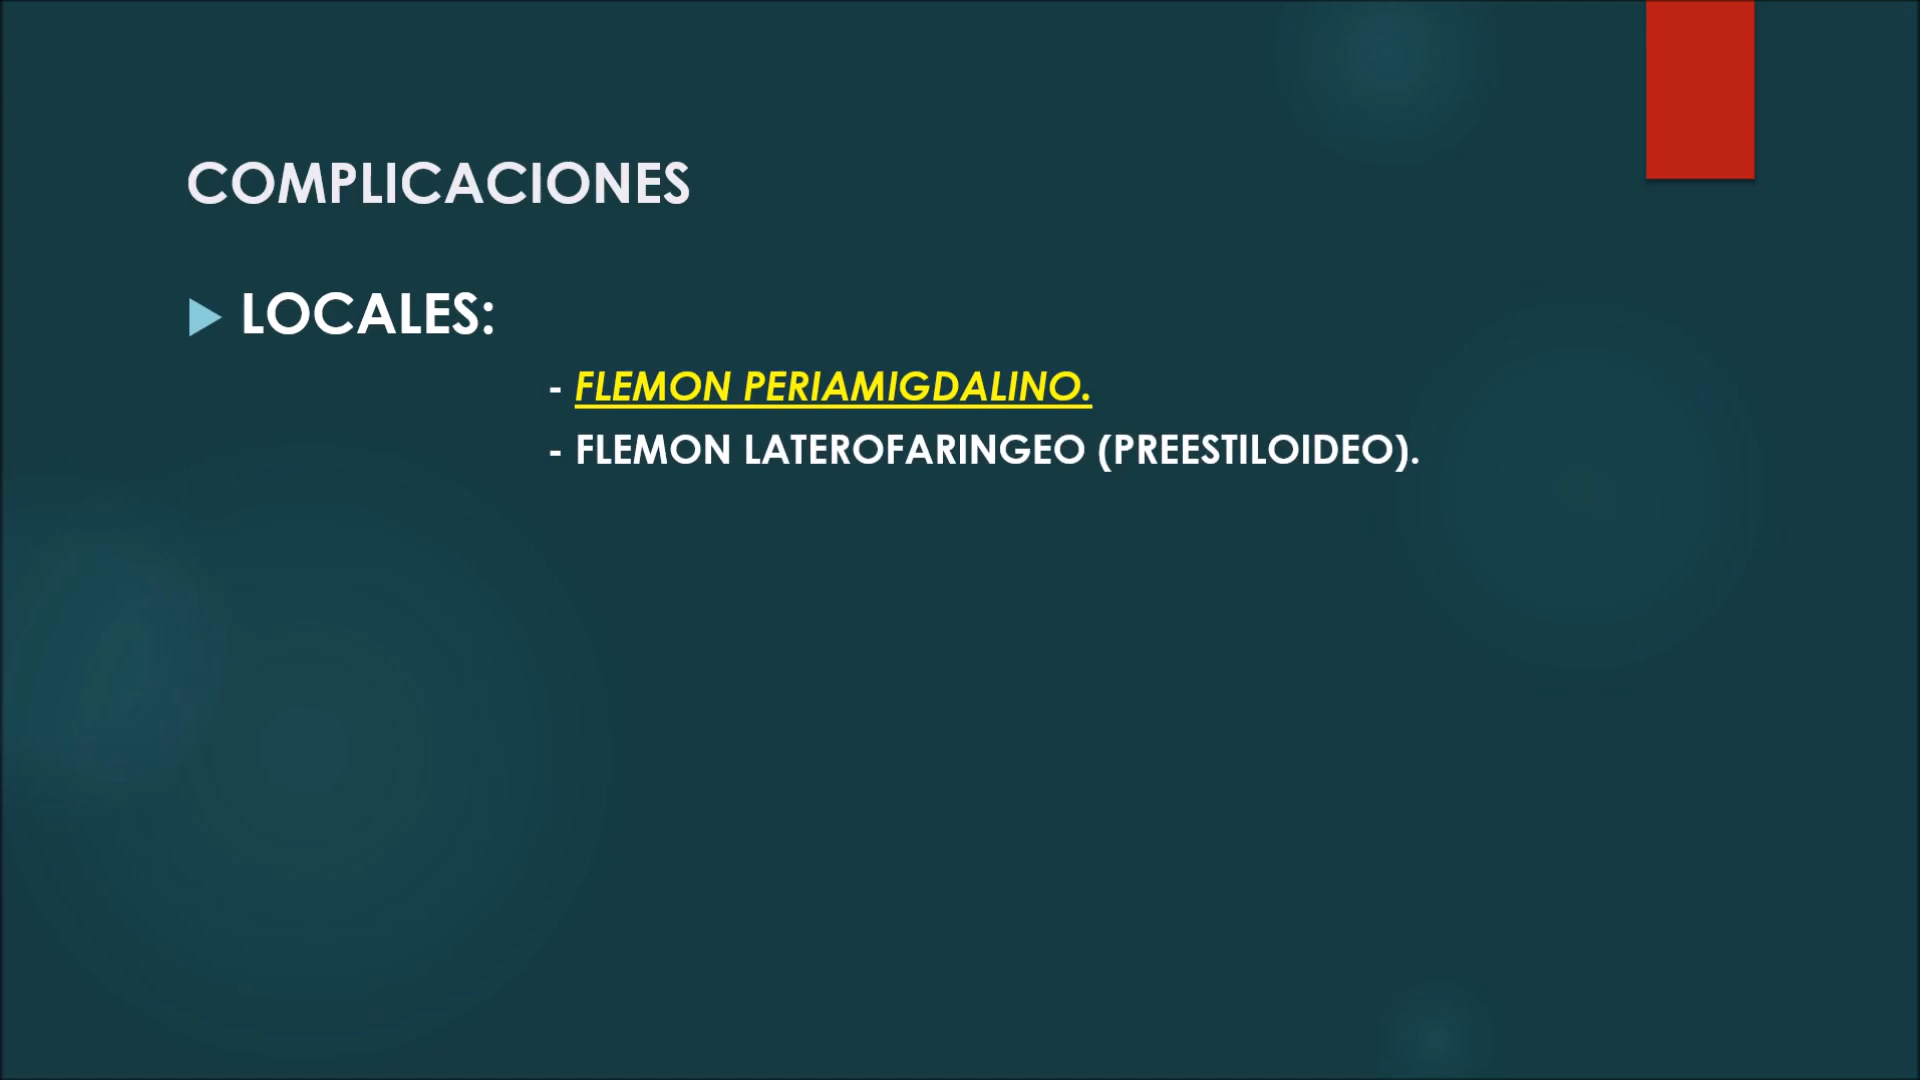 COMPLICACIONES
LOCALES:
- FLEMON PERIAMIGDALINO.
- FLEMON LATEROFARINGEO (PREESTILOIDEO).